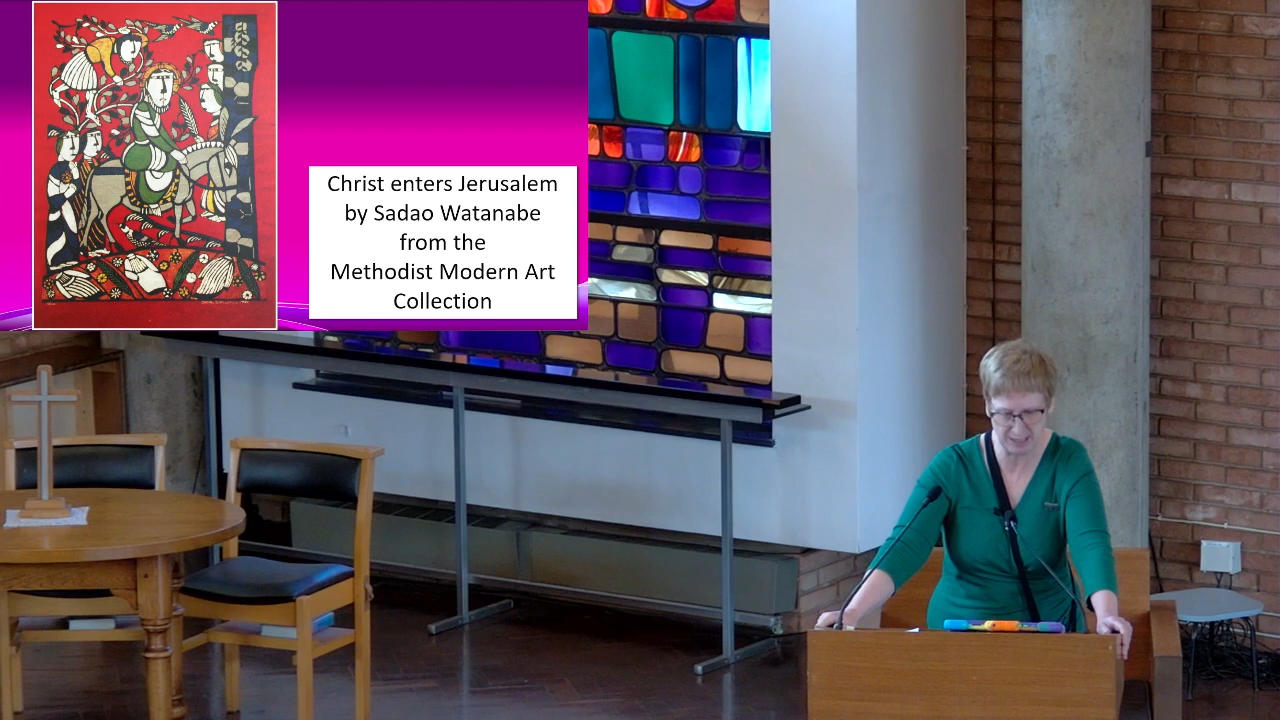 Christ enters Jerusalem
by Sadao Watanabe
from the
Methodist Modern Art
Collection